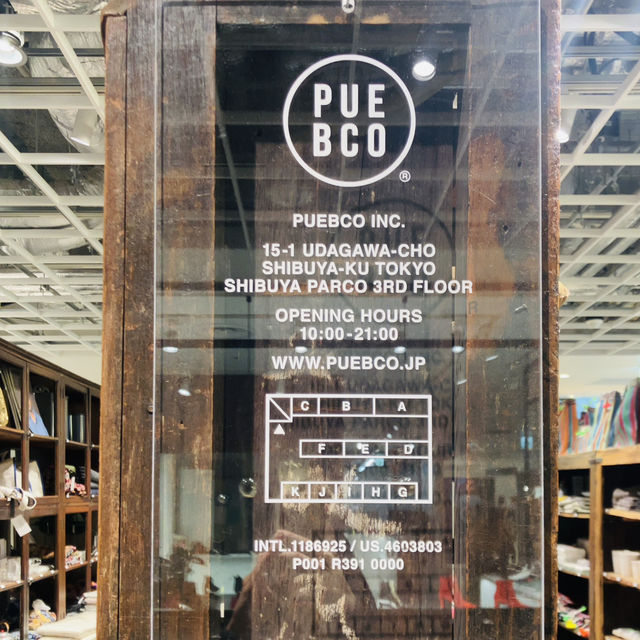 PUE
BCO
®
PUEBCO INC.
15-1 UDAGAWA-CHO
SHIBUYA-KU TOKYO
SHIBUYA PARCO 3RD FLOOR
OPENING HOURS
10:00-21:00
WWW.PUEBCO.JP
C B A
F E D
K J I H G
INTL.1186925 / US.4603803
P001 R391 0000